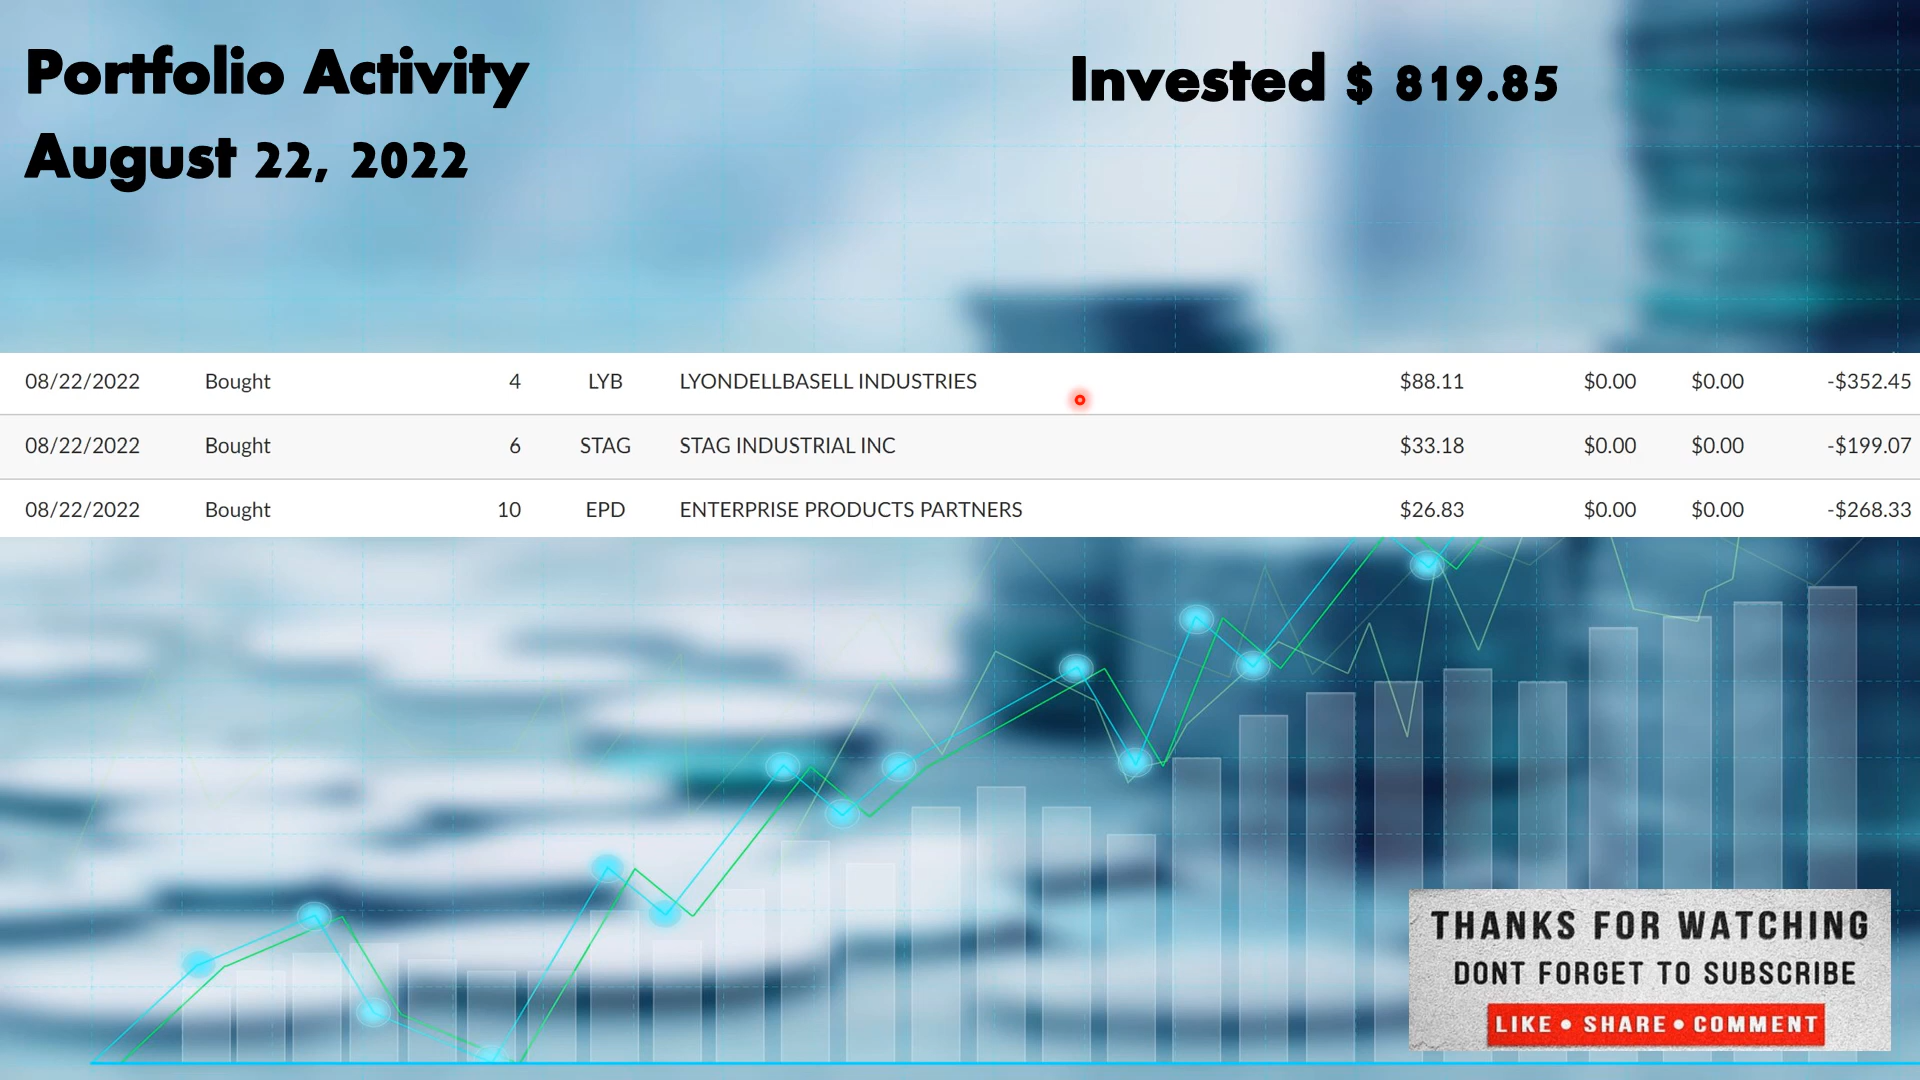 Portfolio Activity
August 22, 2022
Invested $ 819.85
08/22/2022 Bought 4 LYB LYONDELLBASELL INDUSTRIES $88.11 $0.00 $0.00 -$352.45
08/22/2022 Bought 6 STAG STAG INDUSTRIAL INC $33.18 $0.00 $0.00 -$199.07
08/22/2022 Bought 10 EPD ENTERPRISE PRODUCTS PARTNERS $26.83 $0.00 $0.00 -$268.33
THANKS FOR WATCHING
DONT FORGET TO SUBSCRIBE
LIKE • SHARE • COMMENT